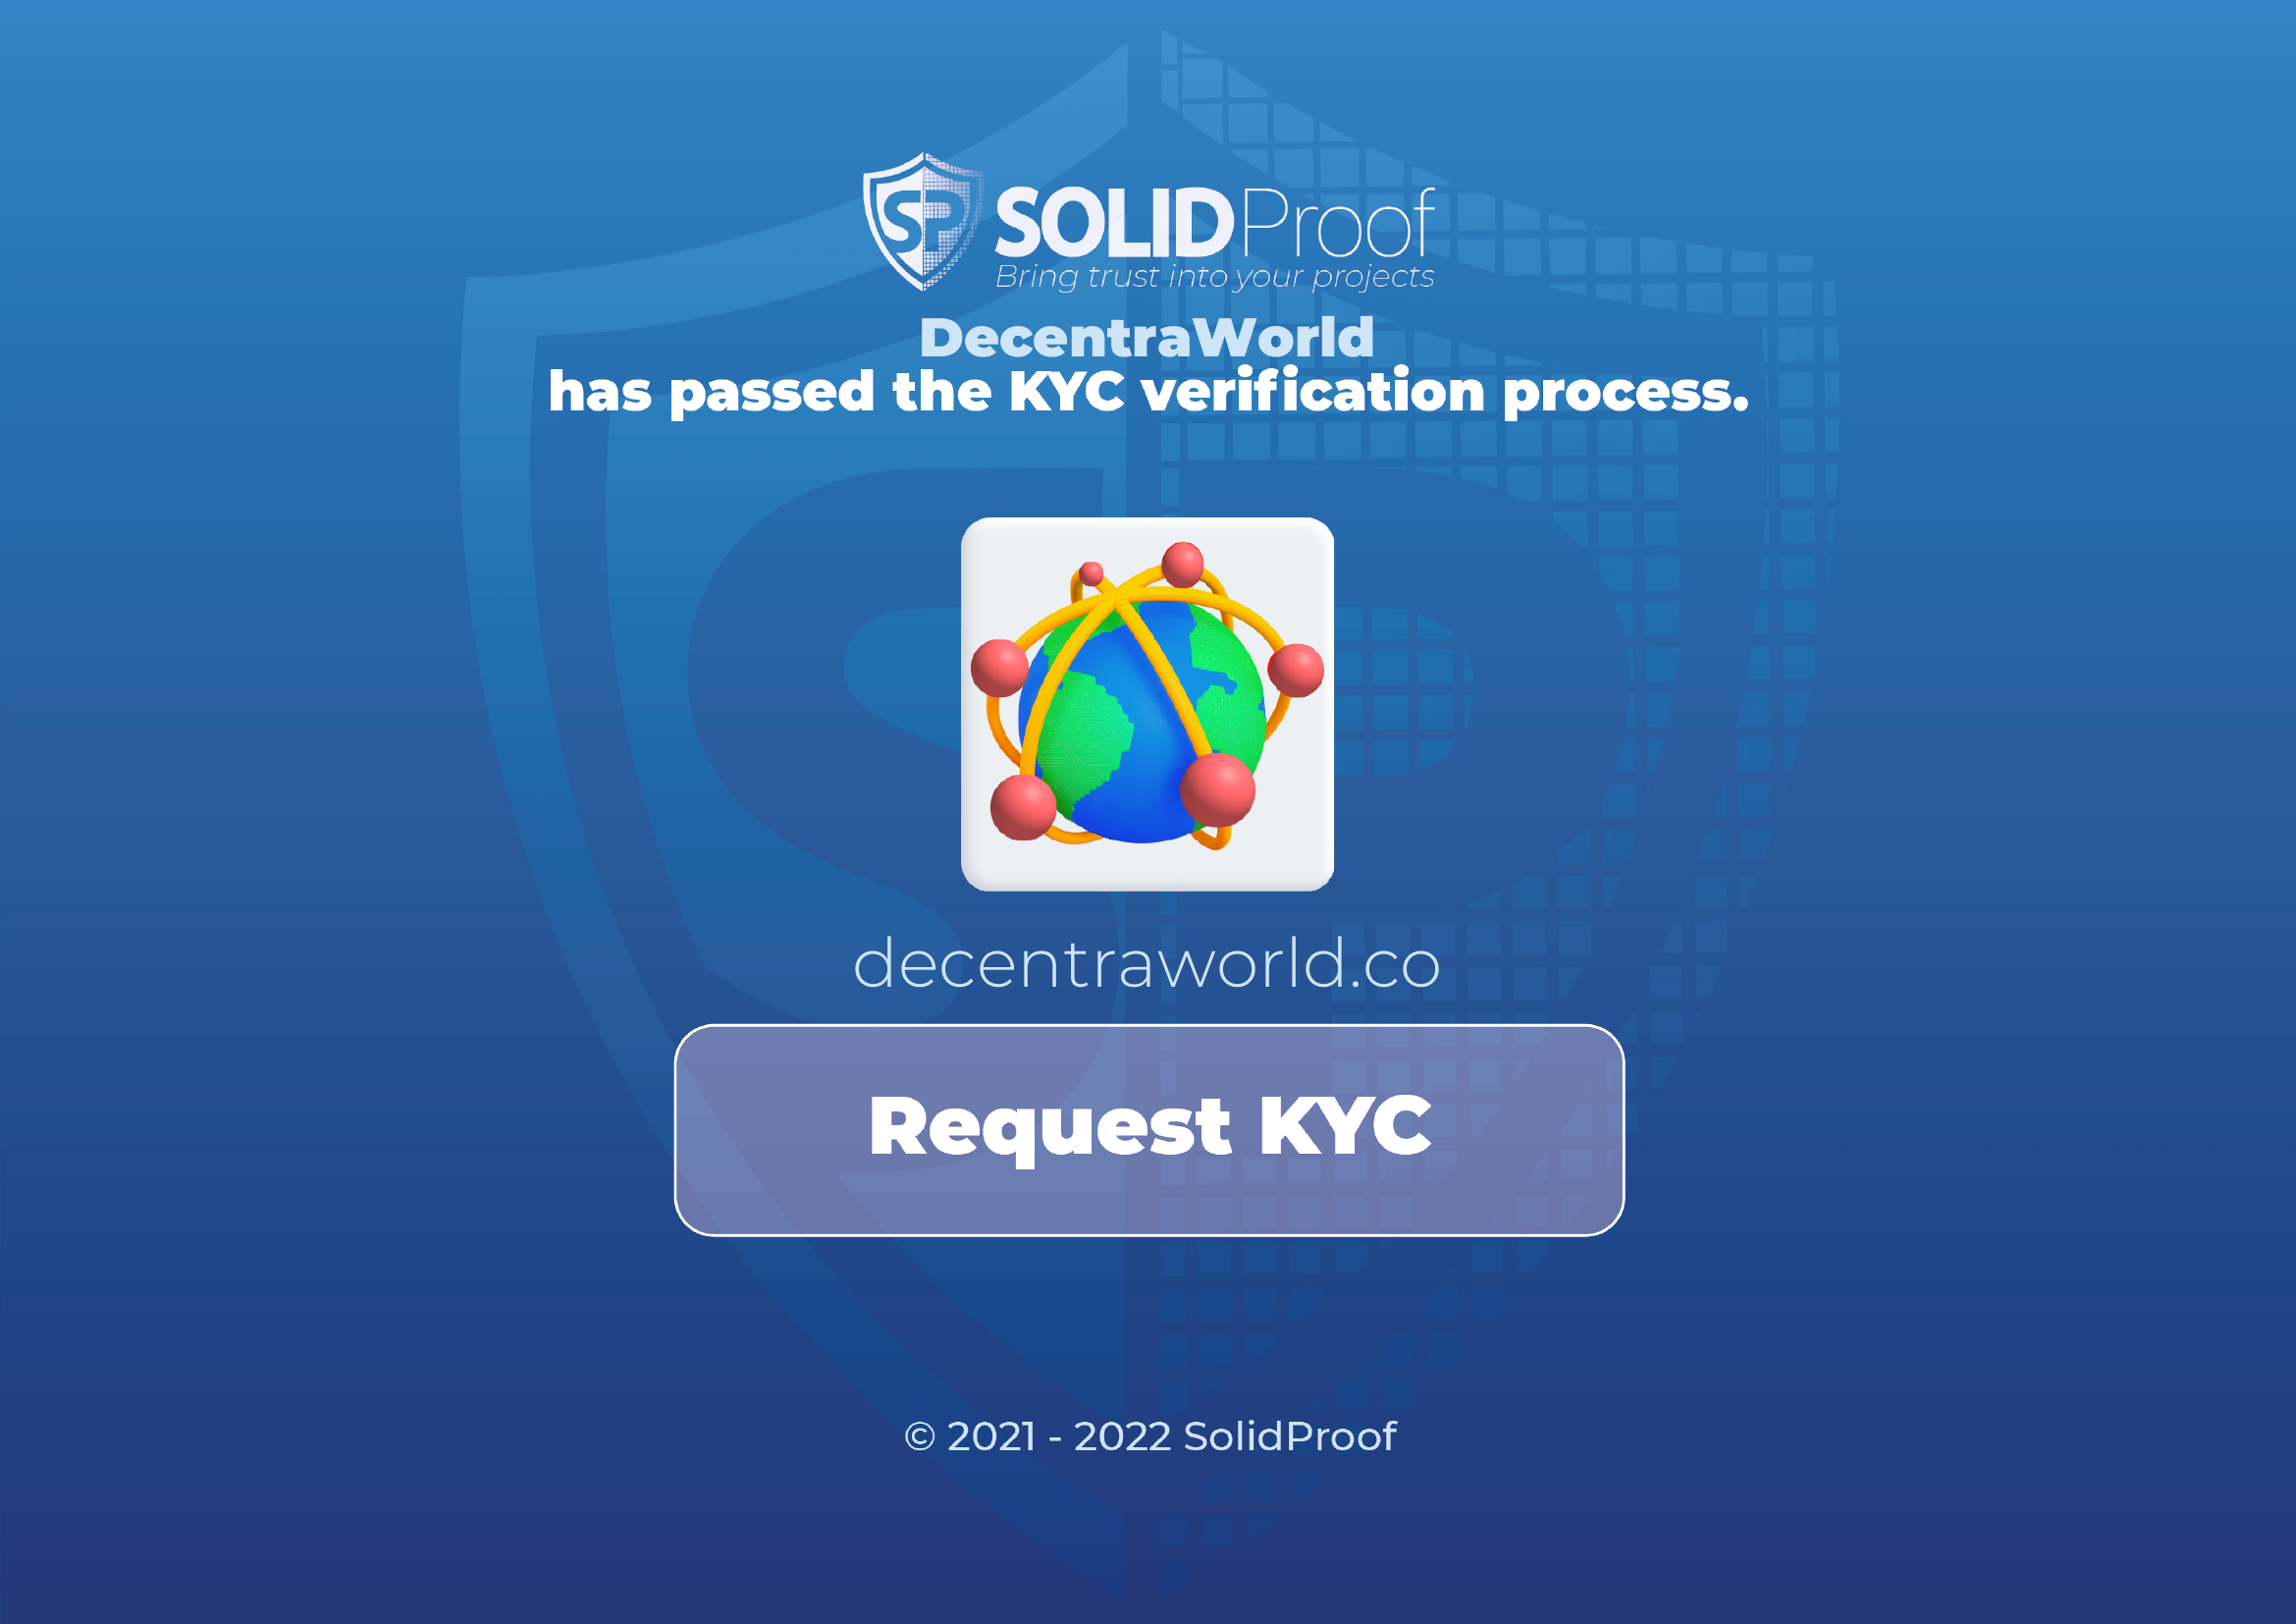 SP SOLIDProof
Bring trust into your projects
DecentraWorld
has passed the KYC verification process.
decentraworld.co
Request KYC
© 2021 - 2022 SolidProof